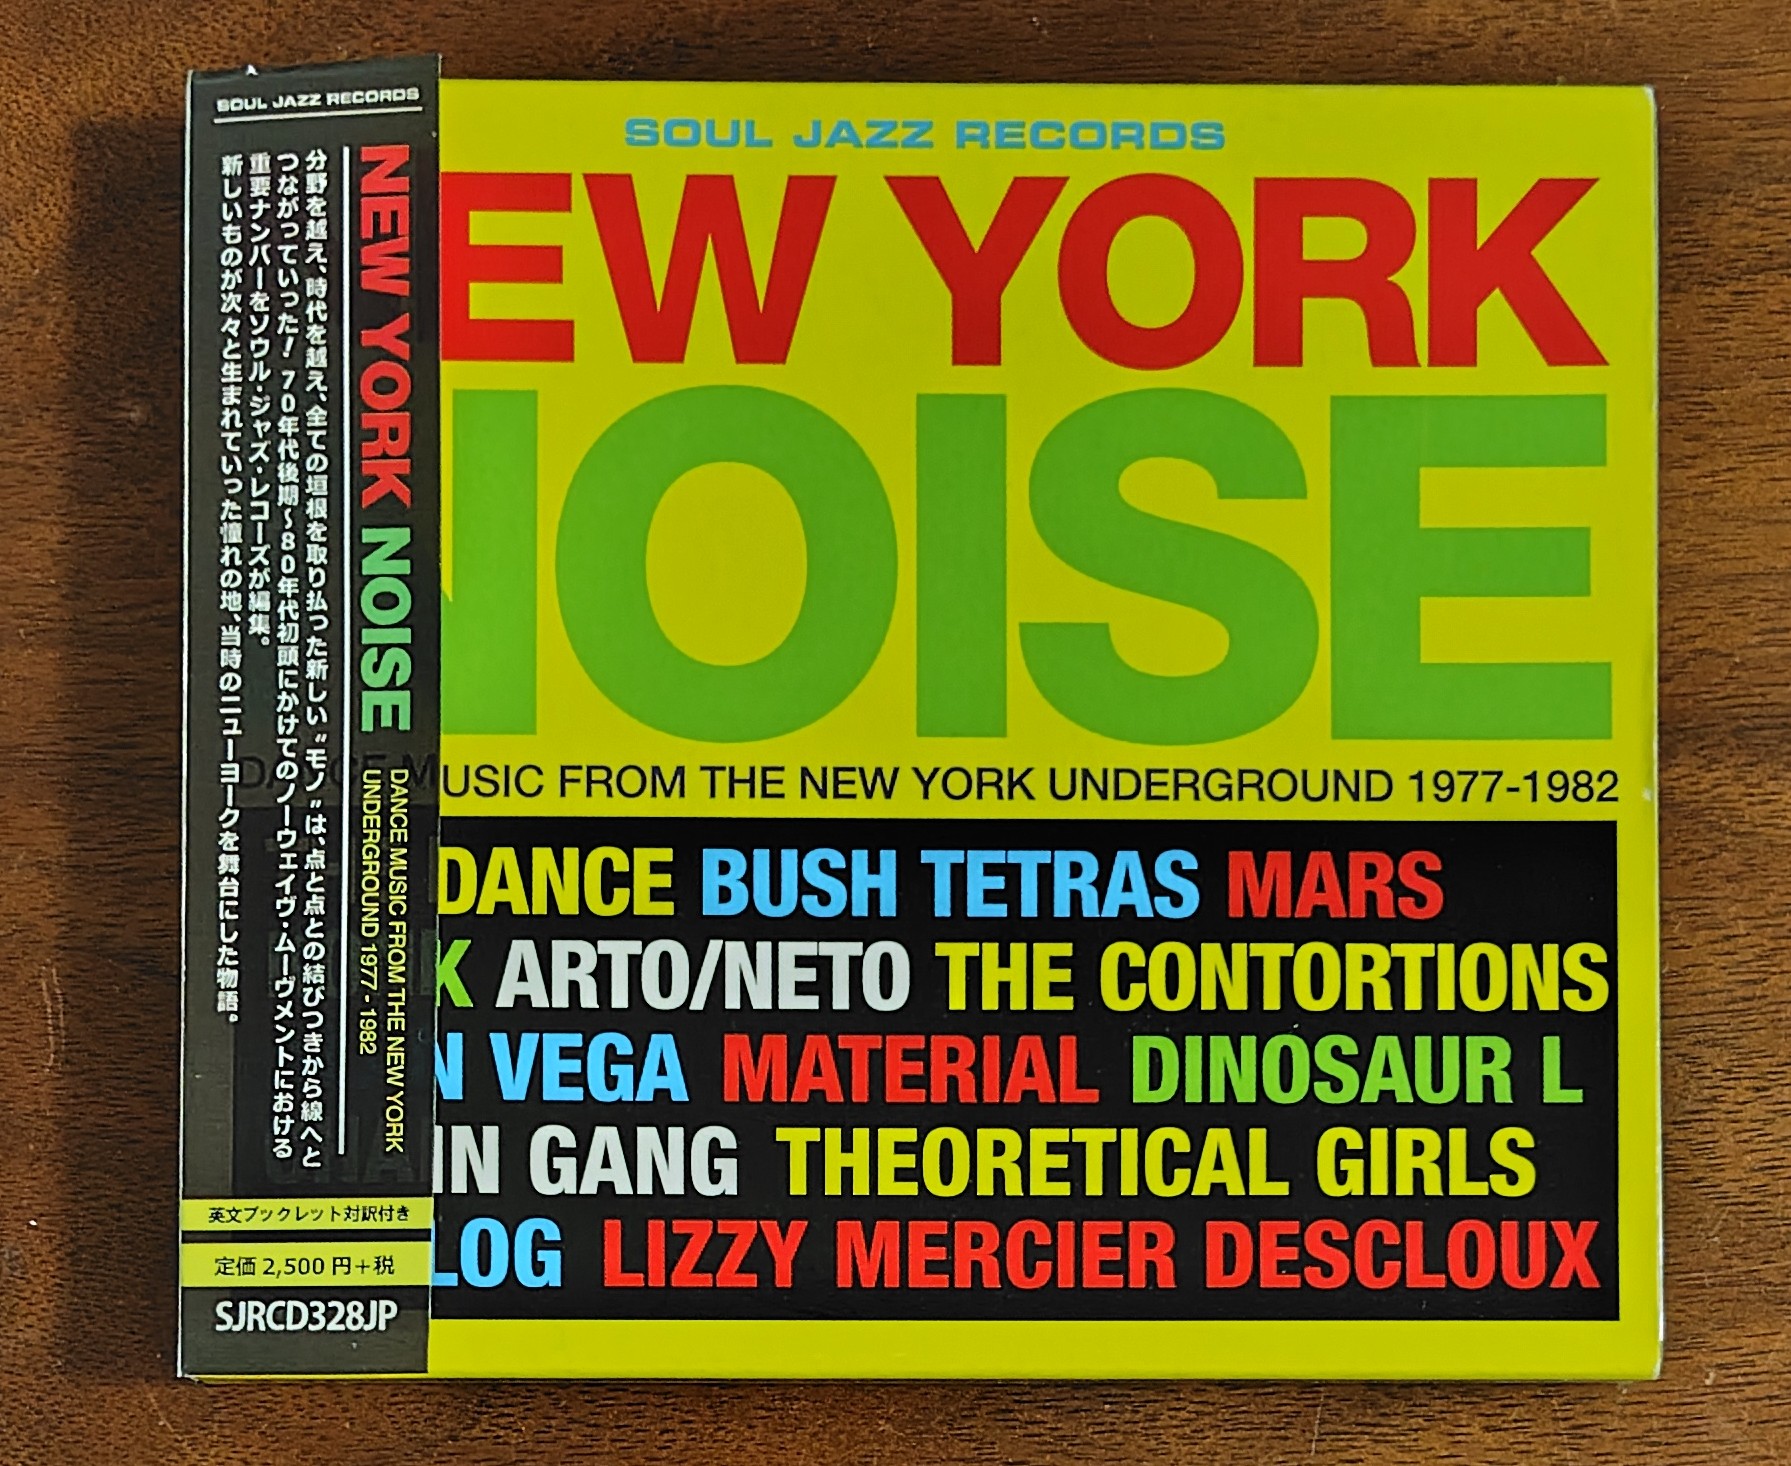 SOUL JAZZ RECORDS
NEW YORK NOISE
DANCE MUSIC FROM THE NEW YORK
UNDERGROUND 1977 - 1982
分野を越え、時代を越え、全ての垣根を取り払った新しい“モノ”は、点と点との結びつきから線へと
つながっていった！70年代後期〜80年代初頭にかけてのノーウェイヴ・ムーヴメントにおける
重要ナンバーをソウル・ジャズ・レコーズが編集。
新しいものが次々と生まれていった憧れの地、当時のニューヨークを舞台にした物語。
英文ブックレット対訳付き
定価 2,500 円＋税
SJRCD328JP
SOUL JAZZ RECORDS
EW YORK
NOISE
DANCE MUSIC FROM THE NEW YORK UNDERGROUND 1977-1982
DANCE BUSH TETRAS MARS
K ARTO/NETO THE CONTORTIONS
N VEGA MATERIAL DINOSAUR L
IN GANG THEORETICAL GIRLS
LOG LIZZY MERCIER DESCLOUX